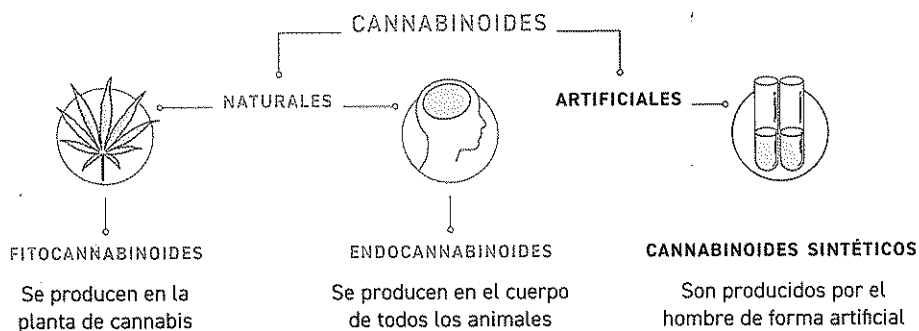 CANNABINOIDES
NATURALES
ARTIFICIALES
FITOCANNABINOIDES
Se producen en la
planta de cannabis
ENDOCANNABINOIDES
Se producen en el cuerpo
de todos los animales
CANNABINOIDES SINTÉTICOS
Son producidos por el
hombre de forma artificial